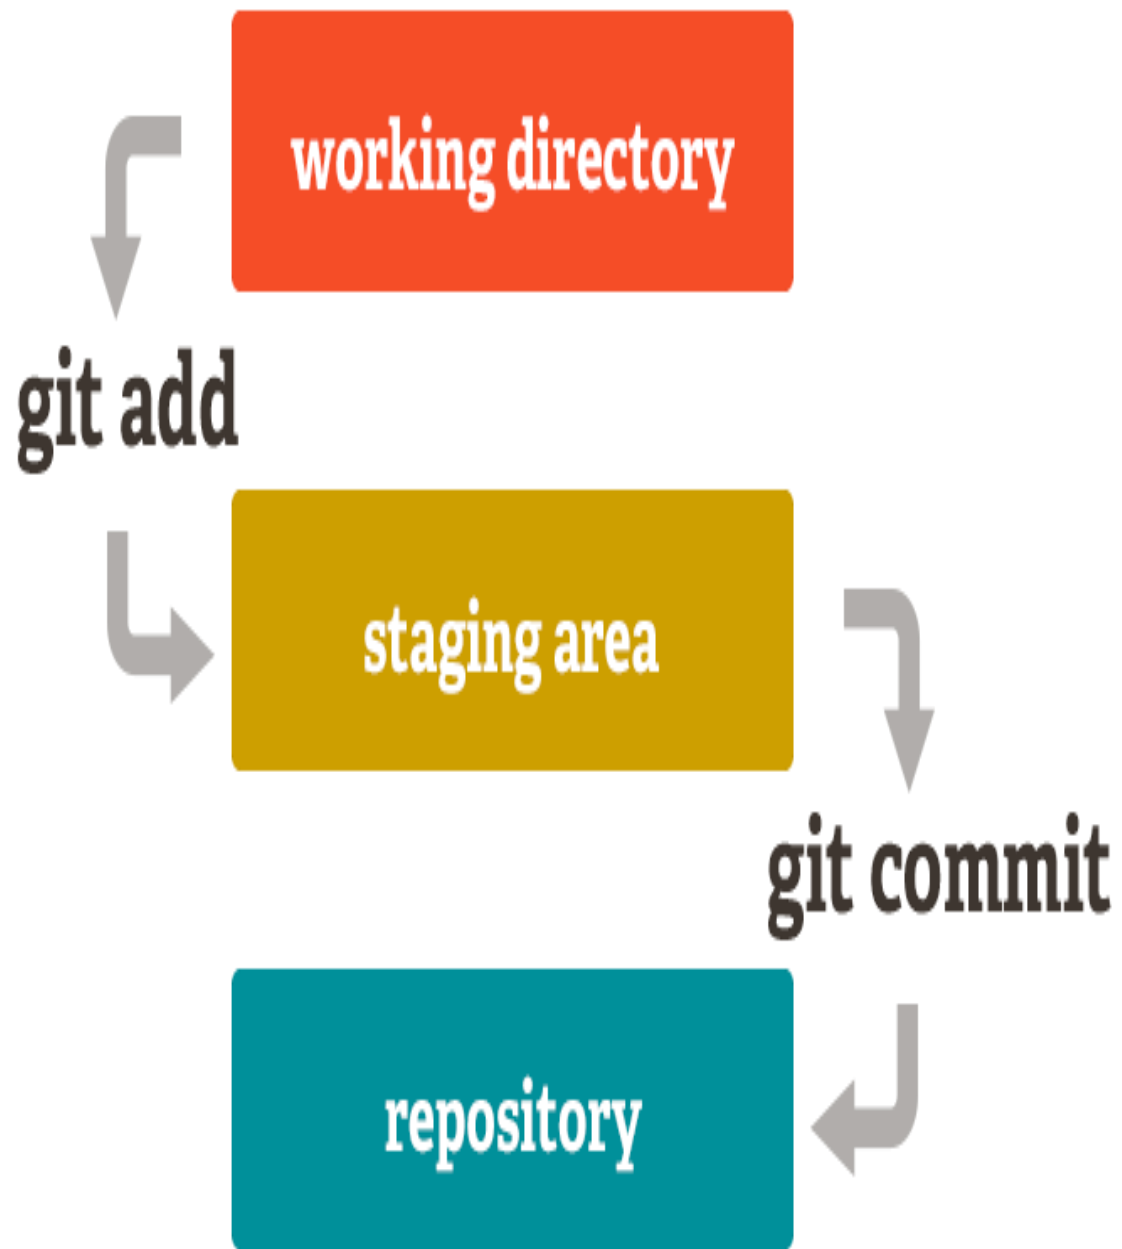 working directory
git add
staging area
git commit
repository